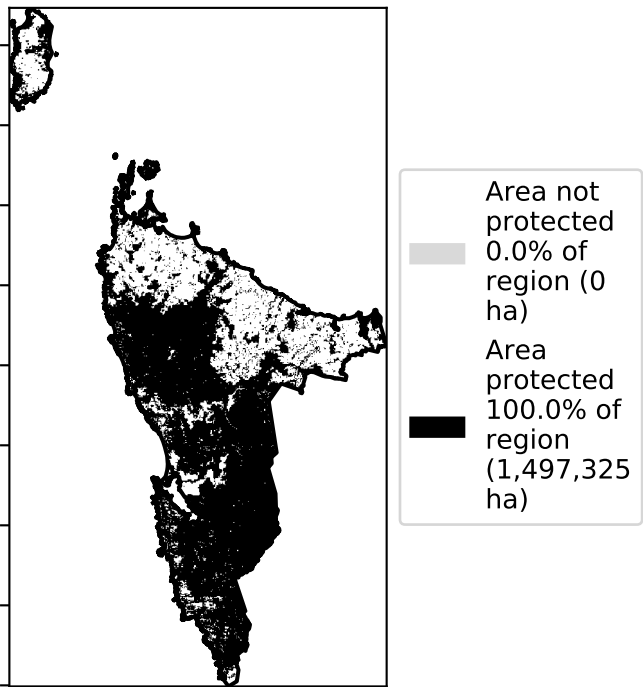 Area not
protected
0.0% of
region (0
ha)
Area
protected
100.0% of
region
(1,497,325
ha)